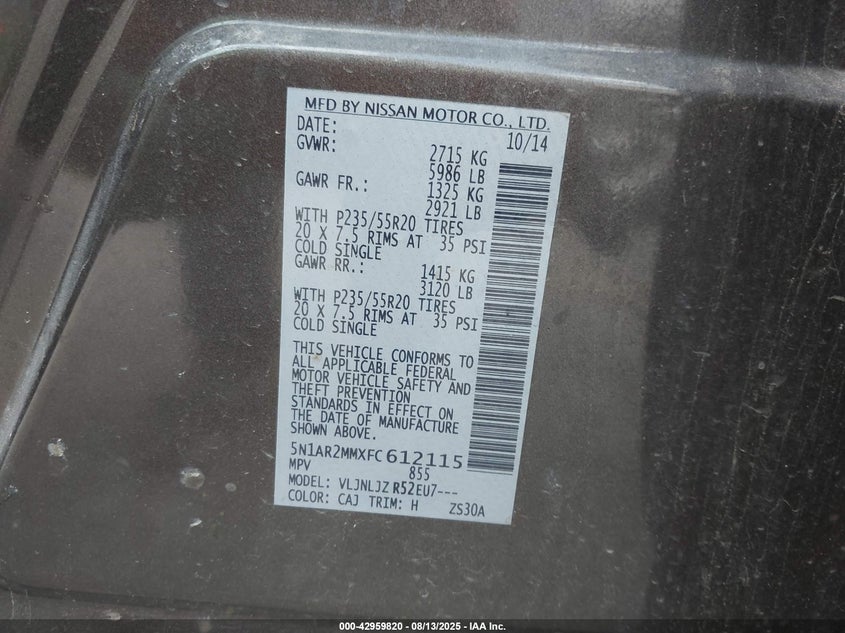 MFD BY NISSAN MOTOR CO., LTD.
DATE: 10/14
GVWR: 2715 KG
5986 LB
GAWR FR.: 1325 KG
2921 LB
WITH P235/55R20 TIRES
20 X 7.5 RIMS AT 35 PSI
COLD SINGLE
GAWR RR.: 1415 KG
3120 LB
WITH P235/55R20 TIRES
20 X 7.5 RIMS AT 35 PSI
COLD SINGLE
THIS VEHICLE CONFORMS TO
ALL APPLICABLE FEDERAL
MOTOR VEHICLE SAFETY AND
THEFT PREVENTION
STANDARDS IN EFFECT ON
THE DATE OF MANUFACTURE
SHOWN ABOVE.
5N1AR2MMXFC612115
MPV 855
MODEL: VLJNLJZ R52EU7---
COLOR: CAJ TRIM: H ZS30A
000-42959820 - 08/13/2025 - IAA Inc.